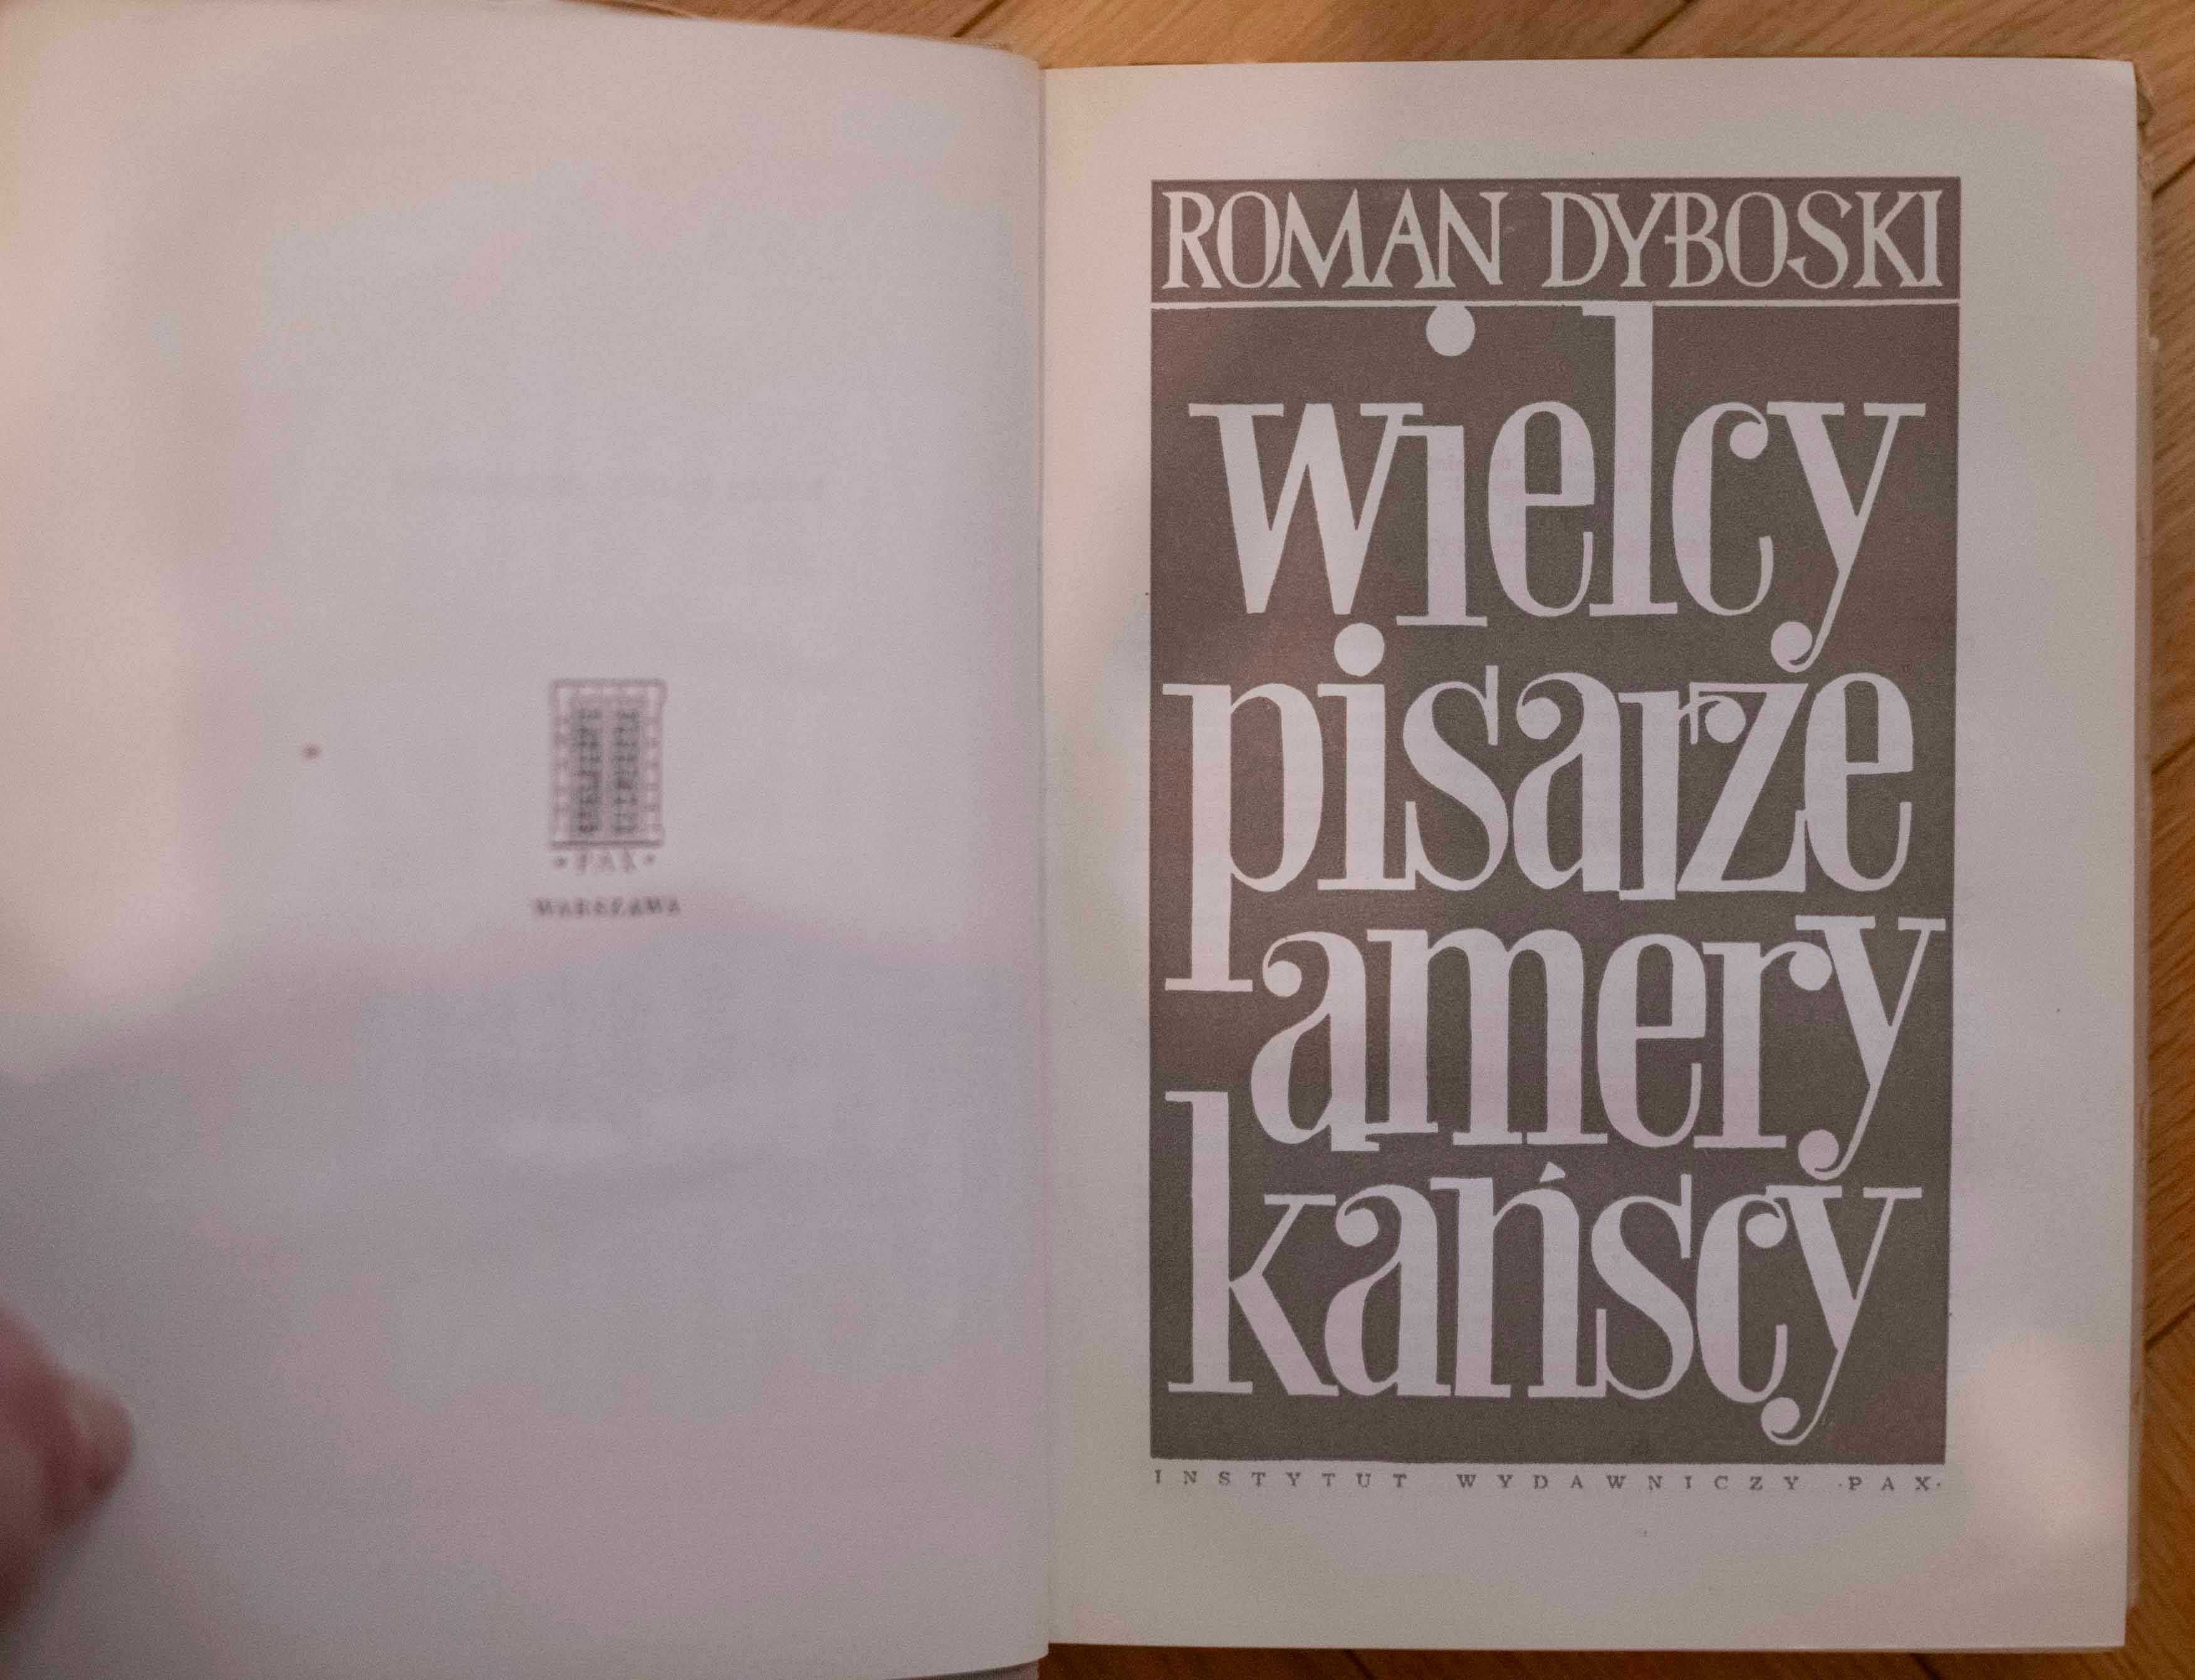 ·PAX·
WARSZAWA
ROMAN DYBOSKI
wielcy
pisarze
amery
kańscy
INSTYTUT WYDAWNICZY ·PAX·